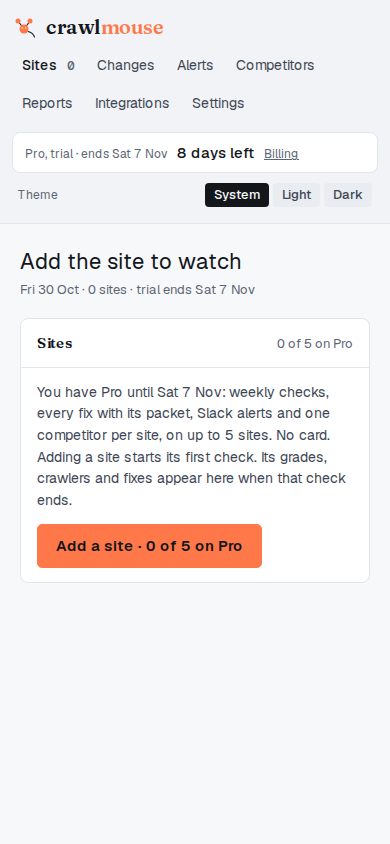 crawlmouse
Sites 0 Changes Alerts Competitors
Reports Integrations Settings
Pro, trial · ends Sat 7 Nov 8 days left Billing
Theme System Light Dark
Add the site to watch
Fri 30 Oct · 0 sites · trial ends Sat 7 Nov
Sites 0 of 5 on Pro
You have Pro until Sat 7 Nov: weekly checks,
every fix with its packet, Slack alerts and one
competitor per site, on up to 5 sites. No card.
Adding a site starts its first check. Its grades,
crawlers and fixes appear here when that check
ends.
Add a site · 0 of 5 on Pro